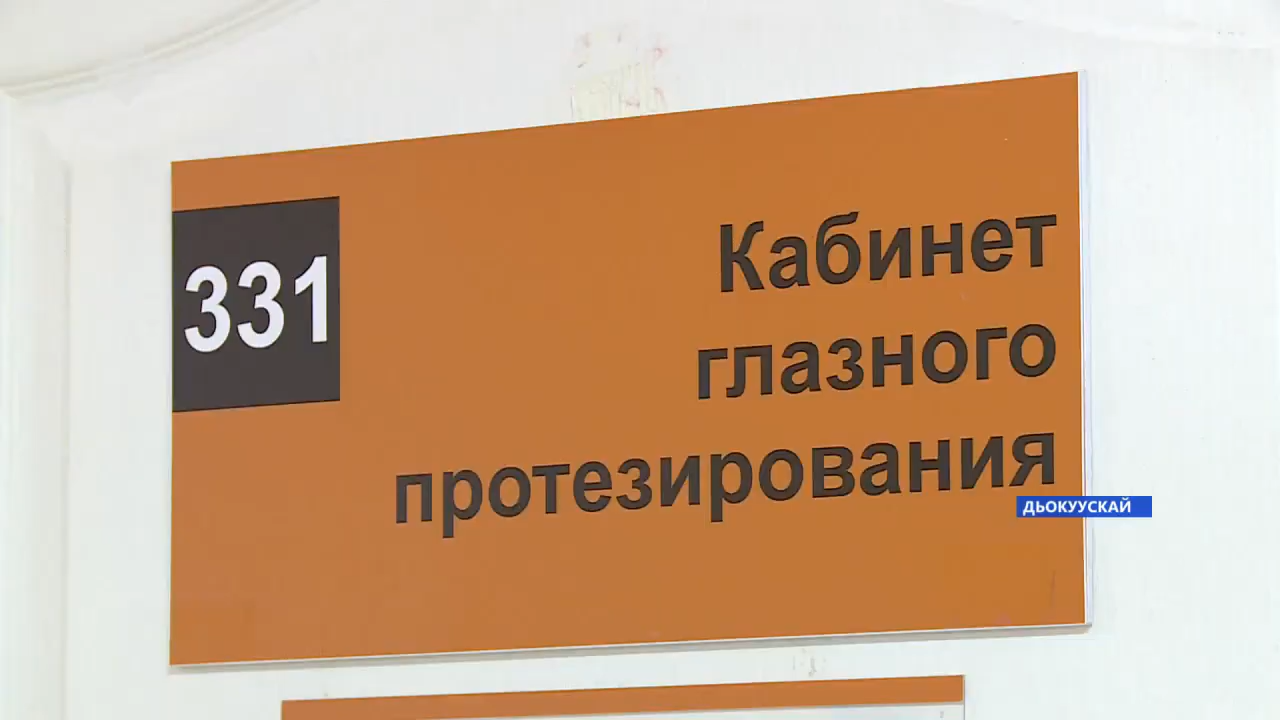 331
Кабинет
глазного
протезирования
ДЬОКУУСКАЙ